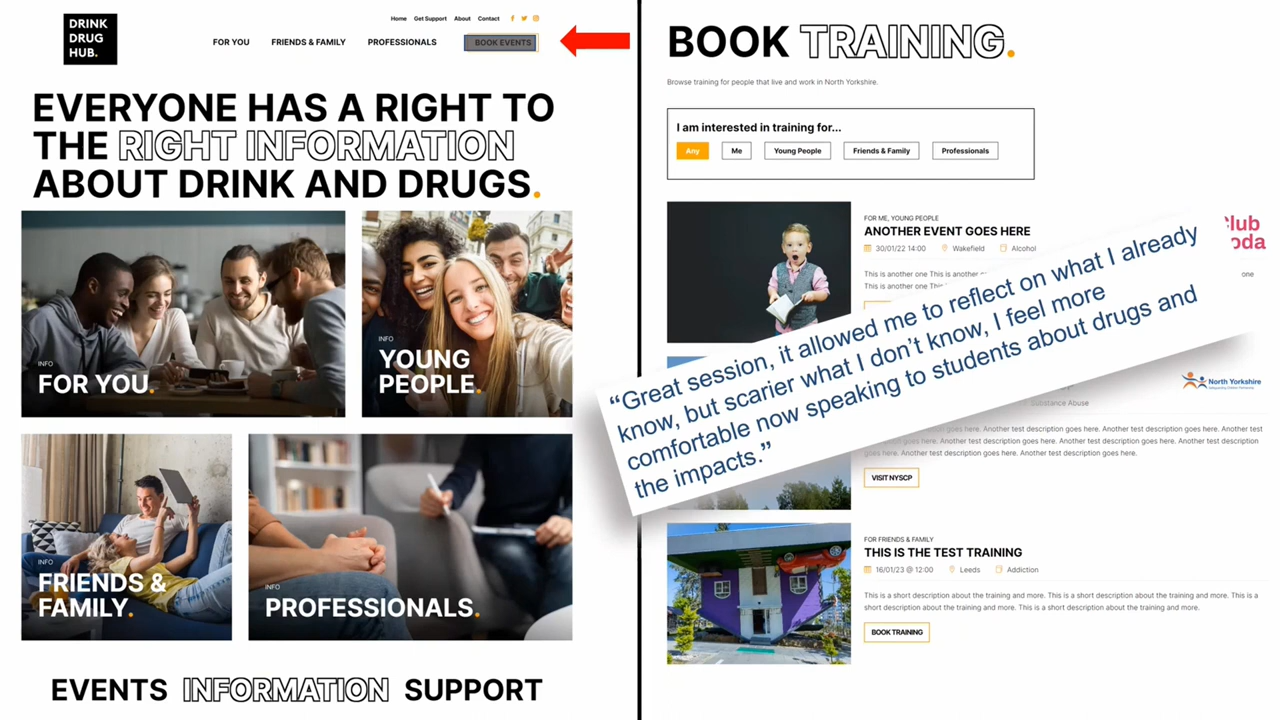 DRINK
DRUG
HUB.
Home Get Support About Contact
FOR YOU FRIENDS & FAMILY PROFESSIONALS BOOK EVENTS
EVERYONE HAS A RIGHT TO
THE RIGHT INFORMATION
ABOUT DRINK AND DRUGS.
INFO
FOR YOU.
INFO
YOUNG
PEOPLE.
INFO
FRIENDS &
FAMILY.
INFO
PROFESSIONALS.
EVENTS INFORMATION SUPPORT
BOOK TRAINING.
Browse training for people that live and work in North Yorkshire.
I am interested in training for...
Any Me Young People Friends & Family Professionals
FOR ME, YOUNG PEOPLE
ANOTHER EVENT GOES HERE
30/01/22 14:00 Wakefield Alcohol
This is another one This is another
one
This is another one This is
“Great session, it allowed me to reflect on what I already
know, but scarier what I don’t know, I feel more
comfortable now speaking to students about drugs and
the impacts.”
North Yorkshire
Substance Abuse
description goes here. Another test description goes here. Another test description goes here. Another test
description goes here. Another test description goes here. Another test description goes here. Another test
goes here. Another test description goes here. Another test description goes here.
VISIT NYSCP
FOR FRIENDS & FAMILY
THIS IS THE TEST TRAINING
16/01/23 @ 12:00 Leeds Addiction
This is a short description about the training and more. This is a short description about the training and more. This is a
short description about the training and more. This is a short description about the training and more.
BOOK TRAINING